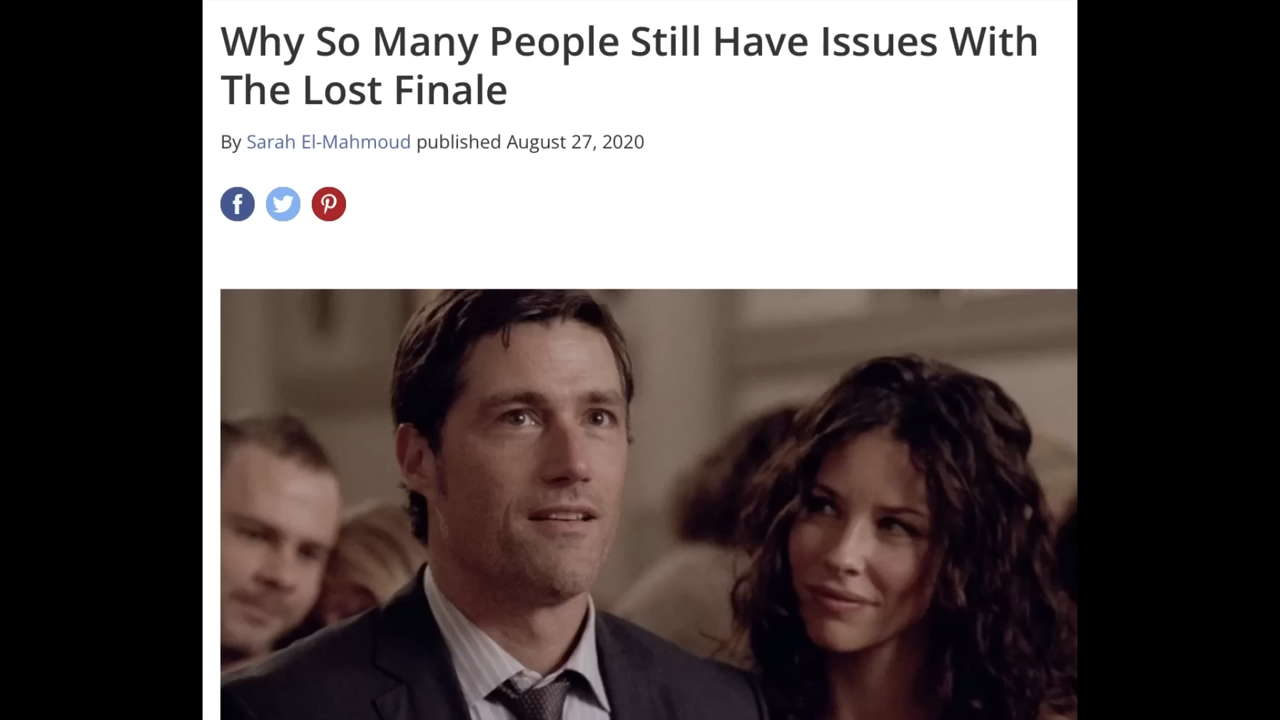 Why So Many People Still Have Issues With
The Lost Finale
By Sarah El-Mahmoud published August 27, 2020